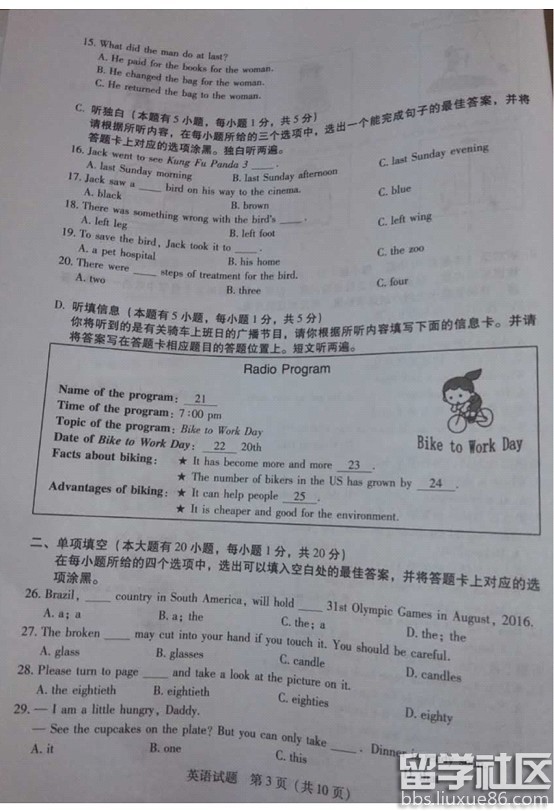 15. What did the man do at last?
A. He paid for the books for the woman.
B. He changed the bag for the woman.
C. He returned the bag to the woman.
C. 听独白 (本题有5小题，每小题1分，共5分)
请根据所听内容，在每小题所给的三个选项中，选出一个能完成句子的最佳答案，并将
答题卡上对应的选项涂黑。独白听两遍。
16. Jack went to see Kung Fu Panda 3 ____.
A. last Sunday morning B. last Sunday afternoon C. last Sunday evening
17. Jack saw a ____ bird on his way to the cinema.
A. black B. brown C. blue
18. There was something wrong with the bird's ____.
A. left leg B. left foot C. left wing
19. To save the bird, Jack took it to ____.
A. a pet hospital B. his home C. the zoo
20. There were ____ steps of treatment for the bird.
A. two B. three C. four
D. 听填信息 (本题有5小题，每小题1分，共5分)
你将听到的是有关骑车上班日的广播节目，请你根据所听内容填写下面的信息卡。并请
将答案写在答题卡相应题目的答题位置上。短文听两遍。
Radio Program
Name of the program: 21
Time of the program: 7:00 pm
Topic of the program: Bike to Work Day
Date of Bike to Work Day: 22 20th
Facts about biking: ★ It has become more and more 23 .
★ The number of bikers in the US has grown by 24 .
Advantages of biking: ★ It can help people 25 .
★ It is cheaper and good for the environment.
Bike to Work Day
二、单项填空 (本大题有20小题，每小题1分，共20分)
在每小题所给的四个选项中，选出可以填入空白处的最佳答案，并将答题卡上对应的选
项涂黑。
26. Brazil, ____ country in South America, will hold ____ 31st Olympic Games in August, 2016.
A. a; a B. a; the C. the; a D. the; the
27. The broken ____ may cut into your hand if you touch it. You should be careful.
A. glass B. glasses C. candle D. candles
28. Please turn to page ____ and take a look at the picture on it.
A. the eightieth B. eightieth C. eighties D. eighty
29. — I am a little hungry, Daddy.
— See the cupcakes on the plate? But you can only take ____. Dinner
A. it B. one C. this
英语试题 第3页 (共10页)
留学社区
bbs.liuxue86.com